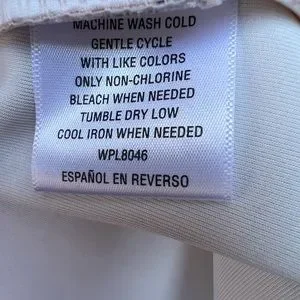 MACHINE WASH COLD
GENTLE CYCLE
WITH LIKE COLORS
ONLY NON-CHLORINE
BLEACH WHEN NEEDED
TUMBLE DRY LOW
COOL IRON WHEN NEEDED
WPL8046
ESPAÑOL EN REVERSO